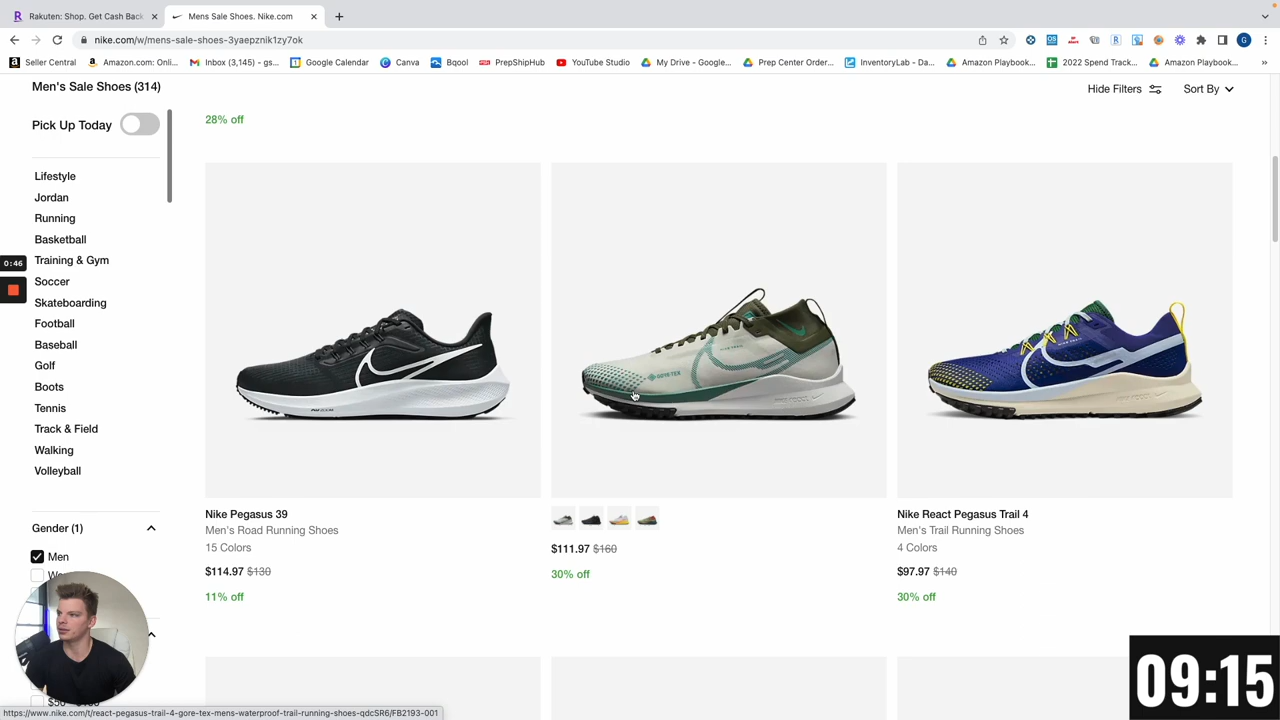 Rakuten: Shop. Get Cash Back
Mens Sale Shoes. Nike.com
nike.com/w/mens-sale-shoes-3yaepznik1zy7ok
Seller Central
Amazon.com: Onli...
Inbox (3,145) - gs...
Google Calendar
Canva
Bqool
PrepShipHub
YouTube Studio
My Drive - Google...
Prep Center Order...
InventoryLab - Da...
Amazon Playbook...
2022 Spend Track...
Amazon Playbook...
Men's Sale Shoes (314)
Hide Filters
Sort By
Pick Up Today
28% off
Lifestyle
Jordan
Running
Basketball
Training & Gym
Soccer
Skateboarding
Football
Baseball
Golf
Boots
Tennis
Track & Field
Walking
Volleyball
0:46
GORE-TEX
Nike Pegasus 39
Men's Road Running Shoes
15 Colors
$114.97 $130
11% off
$111.97 $160
30% off
Nike React Pegasus Trail 4
Men's Trail Running Shoes
4 Colors
$97.97 $140
30% off
Gender (1)
Men
09:15
https://www.nike.com/t/react-pegasus-trail-4-gore-tex-mens-waterproof-trail-running-shoes-qdcSR6/FB2193-001